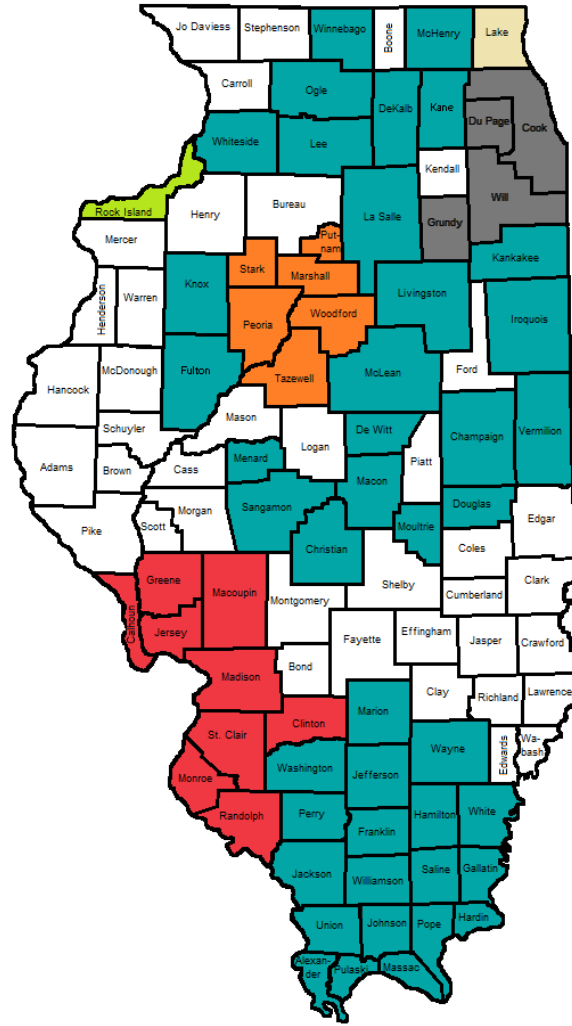 Jo Daviess
Stephenson
Winnebago
Boone
McHenry
Lake
Carroll
Ogle
DeKalb
Kane
Du Page
Cook
Whiteside
Lee
Kendall
Will
Rock Island
Henry
Bureau
La Salle
Grundy
Mercer
Put-
nam
Kankakee
Stark
Marshall
Knox
Livingston
Henderson
Warren
Peoria
Woodford
Iroquois
Ford
McDonough
Fulton
Tazewell
McLean
Hancock
Mason
Schuyler
Logan
De Witt
Champaign
Vermilion
Adams
Brown
Cass
Menard
Piatt
Macon
Sangamon
Douglas
Morgan
Scott
Moultrie
Edgar
Pike
Christian
Coles
Greene
Macoupin
Shelby
Clark
Cumberland
Montgomery
Calhoun
Jersey
Effingham
Fayette
Jasper
Crawford
Bond
Madison
Clay
Richland
Lawrence
Marion
Clinton
St. Clair
Wayne
Edwards
Wa-
bash
Washington
Jefferson
Monroe
Randolph
Perry
Hamilton
White
Franklin
Jackson
Williamson
Saline
Gallatin
Union
Johnson
Pope
Hardin
Alexan-
der
Pulaski
Massac